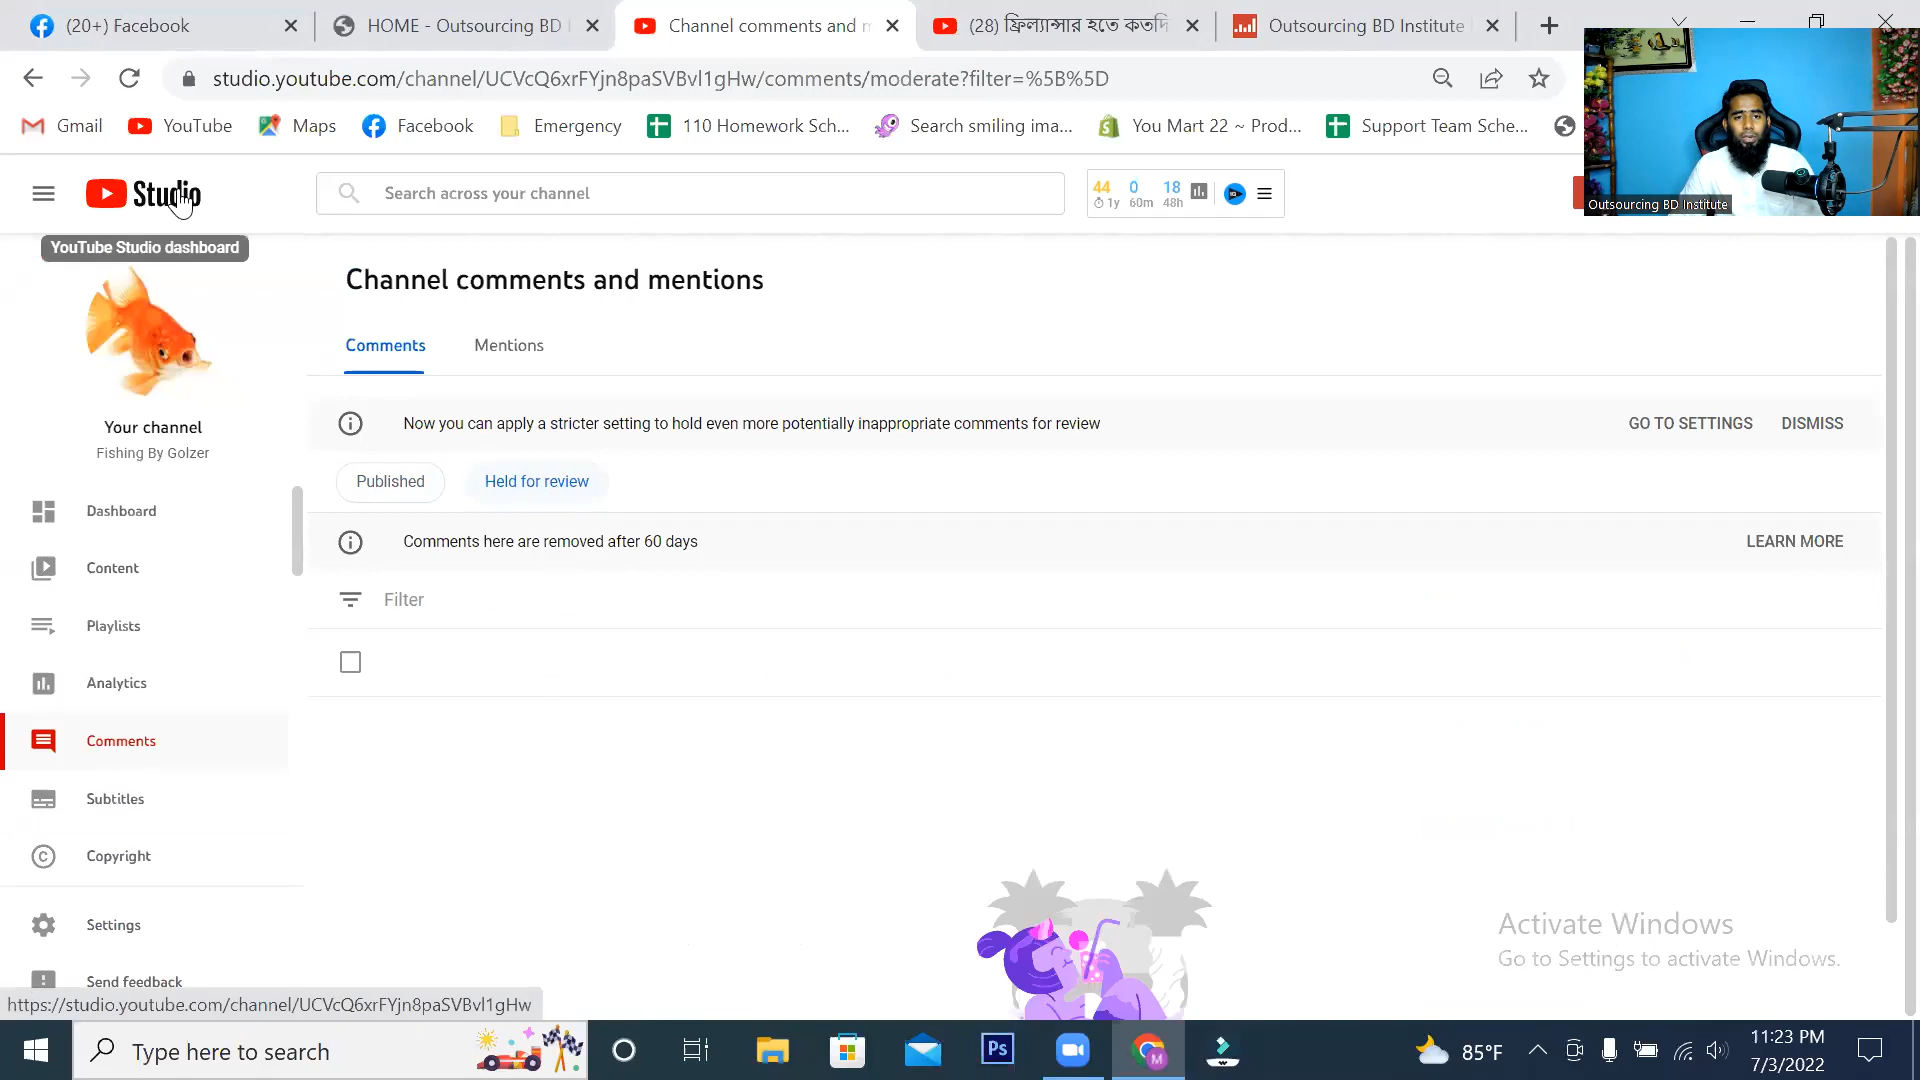 (20+) Facebook
HOME - Outsourcing BD
Channel comments and m
(28) ফ্রিল্যান্সার হতে কতদি
Outsourcing BD Institute
studio.youtube.com/channel/UCVcQ6xrFYjn8paSVBvl1gHw/comments/moderate?filter=%5B%5D
Gmail
YouTube
Maps
Facebook
Emergency
110 Homework Sch...
Search smiling ima...
You Mart 22 ~ Prod...
Support Team Sche...
Outsourcing BD Institute
Studio
Search across your channel
44 0 18
1y 60m 48h
YouTube Studio dashboard
Your channel
Fishing By Golzer
Dashboard
Content
Playlists
Analytics
Comments
Subtitles
Copyright
Settings
Send feedback
Channel comments and mentions
Comments
Mentions
Now you can apply a stricter setting to hold even more potentially inappropriate comments for review
GO TO SETTINGS
DISMISS
Published
Held for review
Comments here are removed after 60 days
LEARN MORE
Filter
Activate Windows
Go to Settings to activate Windows.
https://studio.youtube.com/channel/UCVcQ6xrFYjn8paSVBvl1gHw
Type here to search
Ps
M
85°F
11:23 PM
7/3/2022